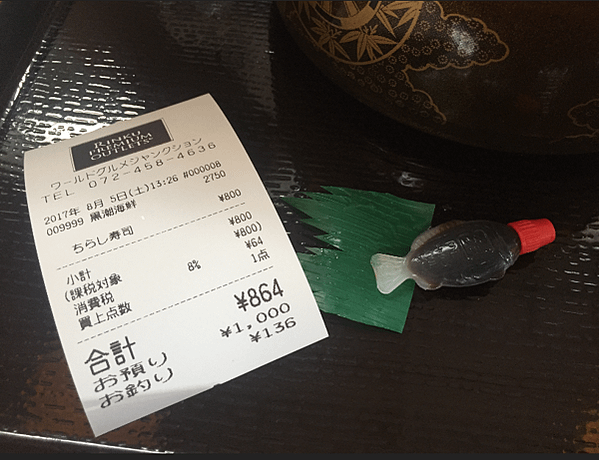 RINKU
PREMIUM
OUTLETS
ワールドグルメジャンクション
TEL 072-458-4636
2017年 8月 5日(土)13:26 #000008
009999 黒潮海鮮 2750
ちらし寿司 ¥800
小計 ¥800
(課税対象 ¥800)
消費税 8% ¥64
買上点数 1点
合計 ¥864
お預り ¥1,000
お釣り ¥136